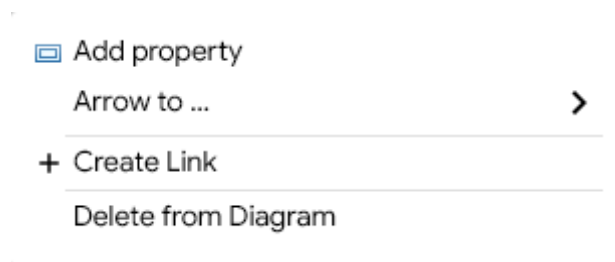 Add property
Arrow to ...
Create Link
Delete from Diagram